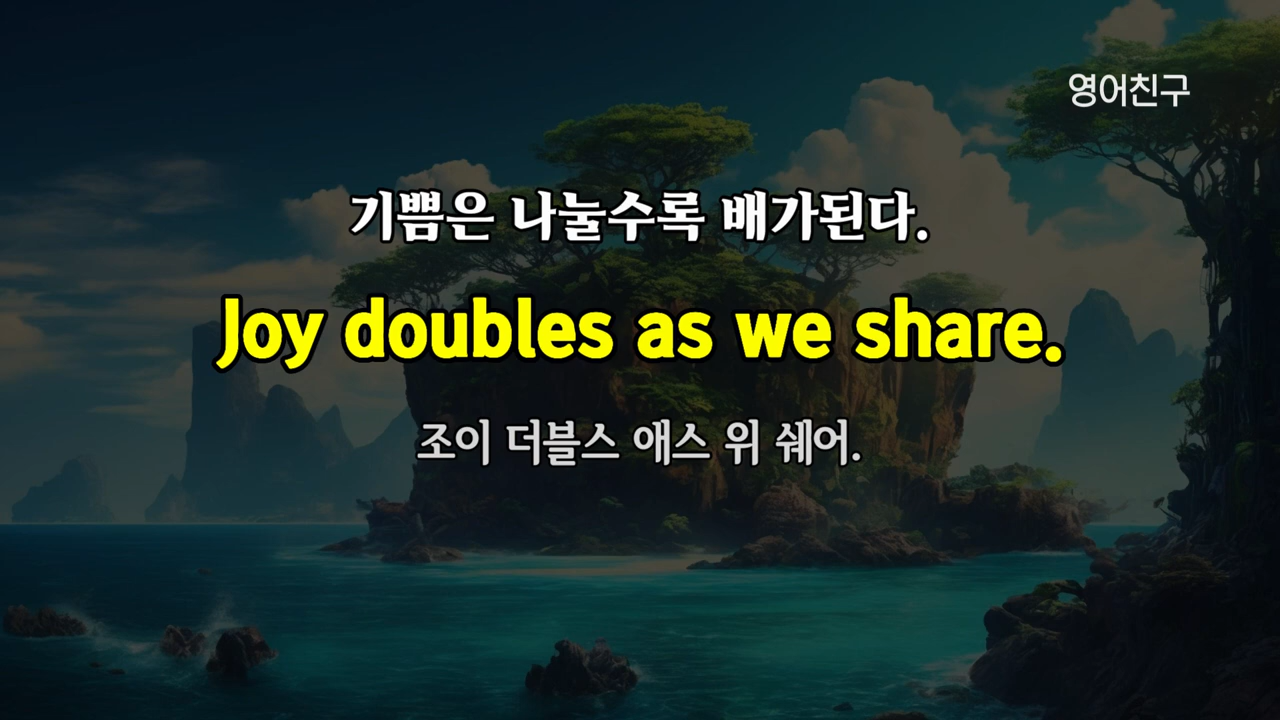 영어친구
기쁨은 나눌수록 배가된다.
Joy doubles as we share.
조이 더블스 애스 위 쉐어.